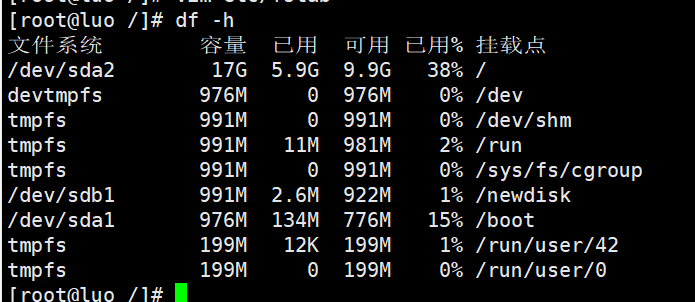 [root@luo /]# df -h
文件系统 容量 已用 可用 已用% 挂载点
/dev/sda2 17G 5.9G 9.9G 38% /
devtmpfs 976M 0 976M 0% /dev
tmpfs 991M 0 991M 0% /dev/shm
tmpfs 991M 11M 981M 2% /run
tmpfs 991M 0 991M 0% /sys/fs/cgroup
/dev/sdb1 991M 2.6M 922M 1% /newdisk
/dev/sda1 976M 134M 776M 15% /boot
tmpfs 199M 12K 199M 1% /run/user/42
tmpfs 199M 0 199M 0% /run/user/0
[root@luo /]#